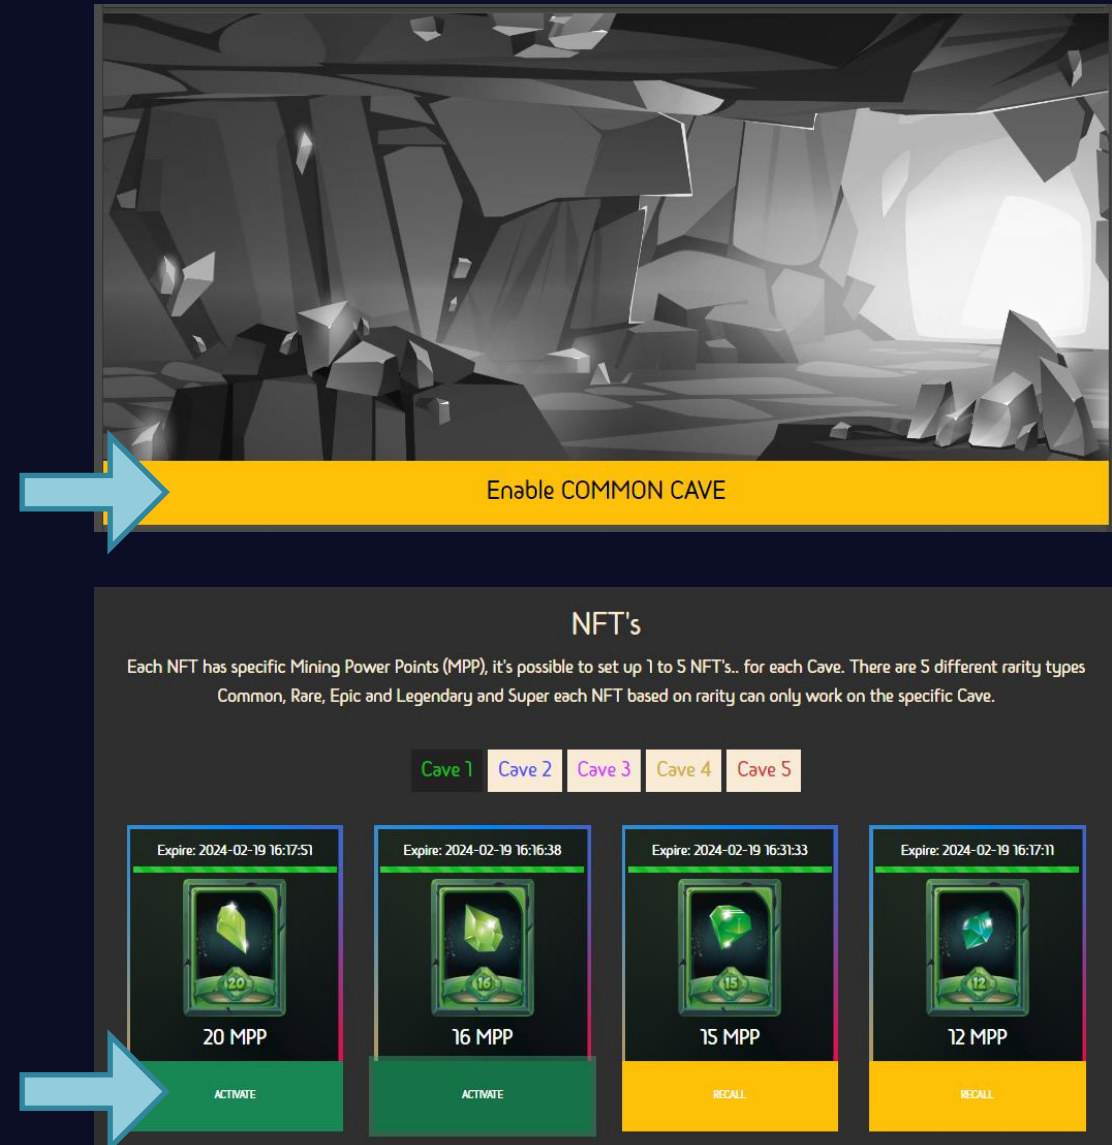 Enable COMMON CAVE
NFT's
Each NFT has specific Mining Power Points (MPP), it's possible to set up 1 to 5 NFT's.. for each Cave. There are 5 different rarity types
Common, Rare, Epic and Legendary and Super each NFT based on rarity can only work on the specific Cave.
Cave 1 Cave 2 Cave 3 Cave 4 Cave 5
Expire: 2024-02-19 16:17:51 Expire: 2024-02-19 16:16:38 Expire: 2024-02-19 16:31:33 Expire: 2024-02-19 16:17:11
20 16 15 12
20 MPP 16 MPP 15 MPP 12 MPP
ACTIVATE ACTIVATE RECALL RECALL